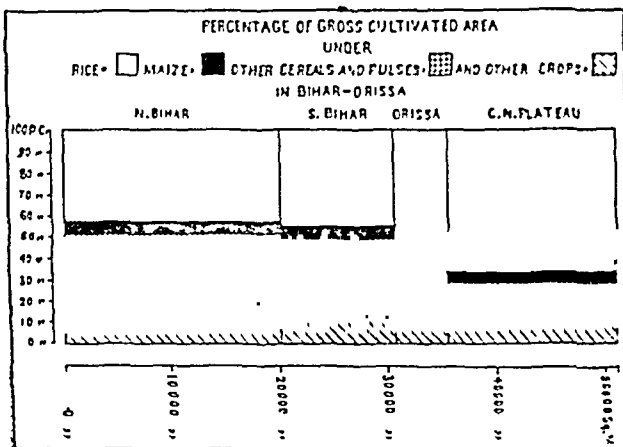 PERCENTAGE OF GROSS CULTIVATED AREA
UNDER
RICE= MAIZE= OTHER CEREALS AND PULSES= AND OTHER CROPS=
IN BIHAR-ORISSA
N.BIHAR S.BIHAR ORISSA C.N.PLATEAU
100P.C.
90 "
80 "
70 "
60 "
50 "
40 "
30 "
20 "
10 "
0 "
0 " 10000 " 20000 " 30000 " 40000 "